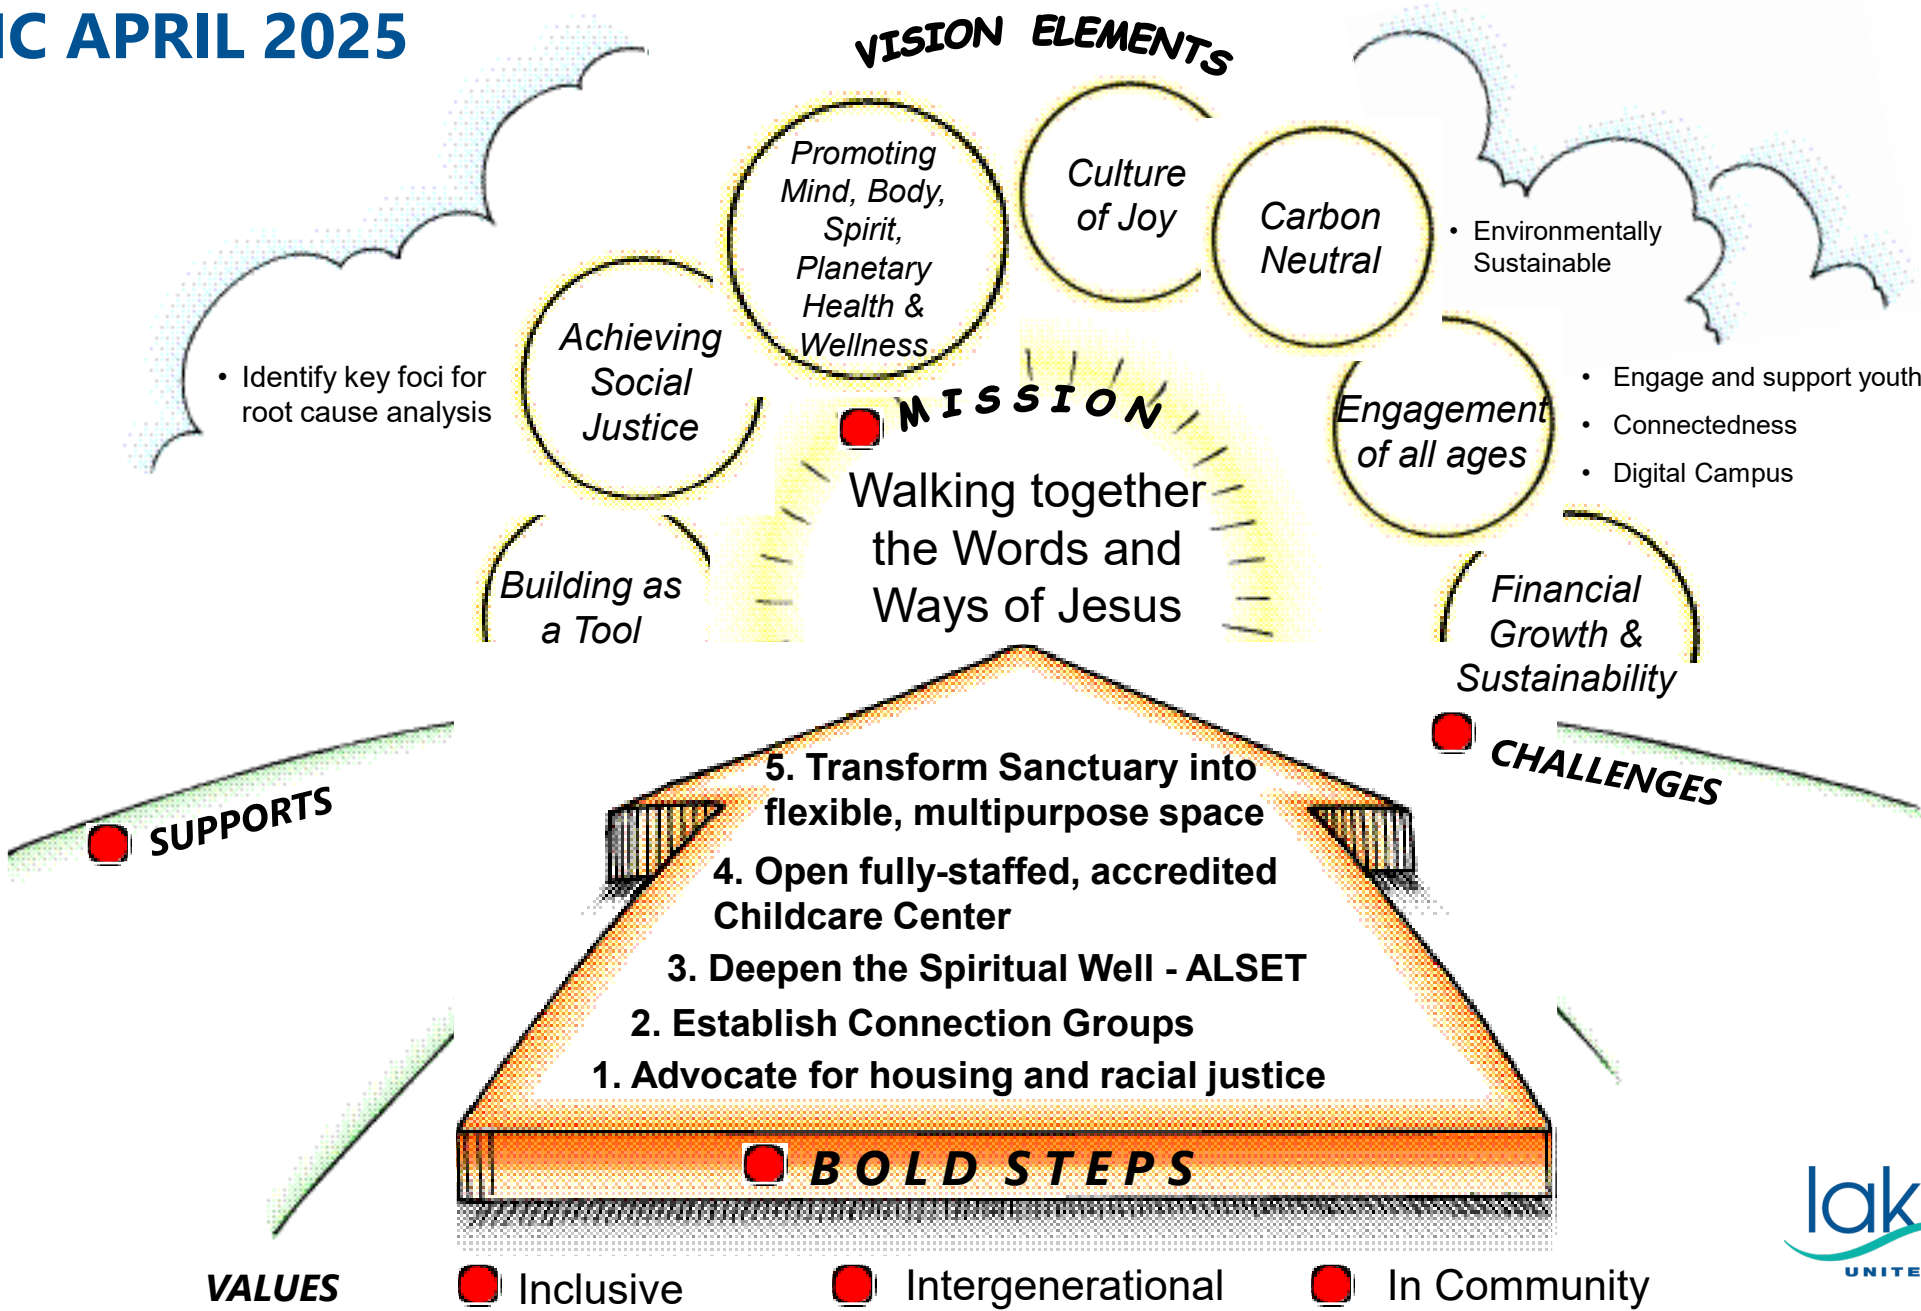 IC APRIL 2025
VISION ELEMENTS
Promoting
Mind, Body,
Spirit,
Planetary
Health &
Wellness
Culture
of Joy
Carbon
Neutral
• Environmentally
Sustainable
Achieving
Social
Justice
• Identify key foci for
root cause analysis
Engagement
of all ages
• Engage and support youth
• Connectedness
• Digital Campus
MISSION
Walking together
the Words and
Ways of Jesus
Building as
a Tool
Financial
Growth &
Sustainability
SUPPORTS
CHALLENGES
5. Transform Sanctuary into
flexible, multipurpose space
4. Open fully-staffed, accredited
Childcare Center
3. Deepen the Spiritual Well - ALSET
2. Establish Connection Groups
1. Advocate for housing and racial justice
BOLD STEPS
VALUES
Inclusive
Intergenerational
In Community
lak
UNITE